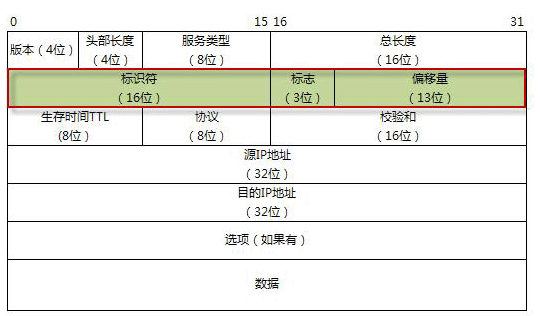 0 15 16 31
版本（4位） 头部长度 服务类型 总长度
（4位） （8位） （16位）
标识符 标志 偏移量
（16位） （3位） （13位）
生存时间TTL 协议 校验和
(8位） （8位） （16位）
源IP地址
（32位）
目的IP地址
（32位）
选项（如果有）
数据